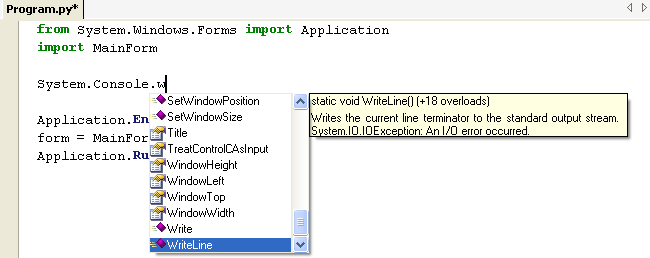 Program.py*
from System.Windows.Forms import Application
import MainForm
System.Console.w
SetWindowPosition
SetWindowSize
Title
TreatControlCAsInput
WindowHeight
WindowLeft
WindowTop
WindowWidth
Write
WriteLine
static void WriteLine() (+18 overloads)
Writes the current line terminator to the standard output stream.
System.IO.IOException: An I/O error occurred.
Application.En
form = MainFor
Application.Ru